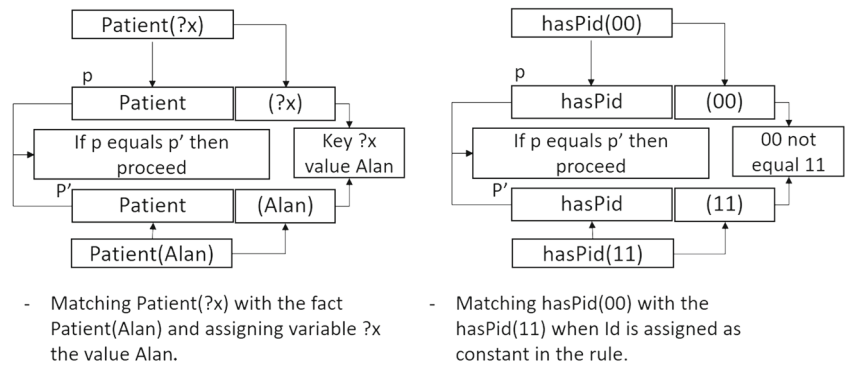 Patient(?x)
p
Patient
(?x)
If p equals p’ then
proceed
Key ?x
value Alan
P’
Patient
(Alan)
Patient(Alan)
- Matching Patient(?x) with the fact
Patient(Alan) and assigning variable ?x
the value Alan.
hasPid(00)
p
hasPid
(00)
If p equals p’ then
proceed
00 not
equal 11
P’
hasPid
(11)
hasPid(11)
- Matching hasPid(00) with the
hasPid(11) when Id is assigned as
constant in the rule.